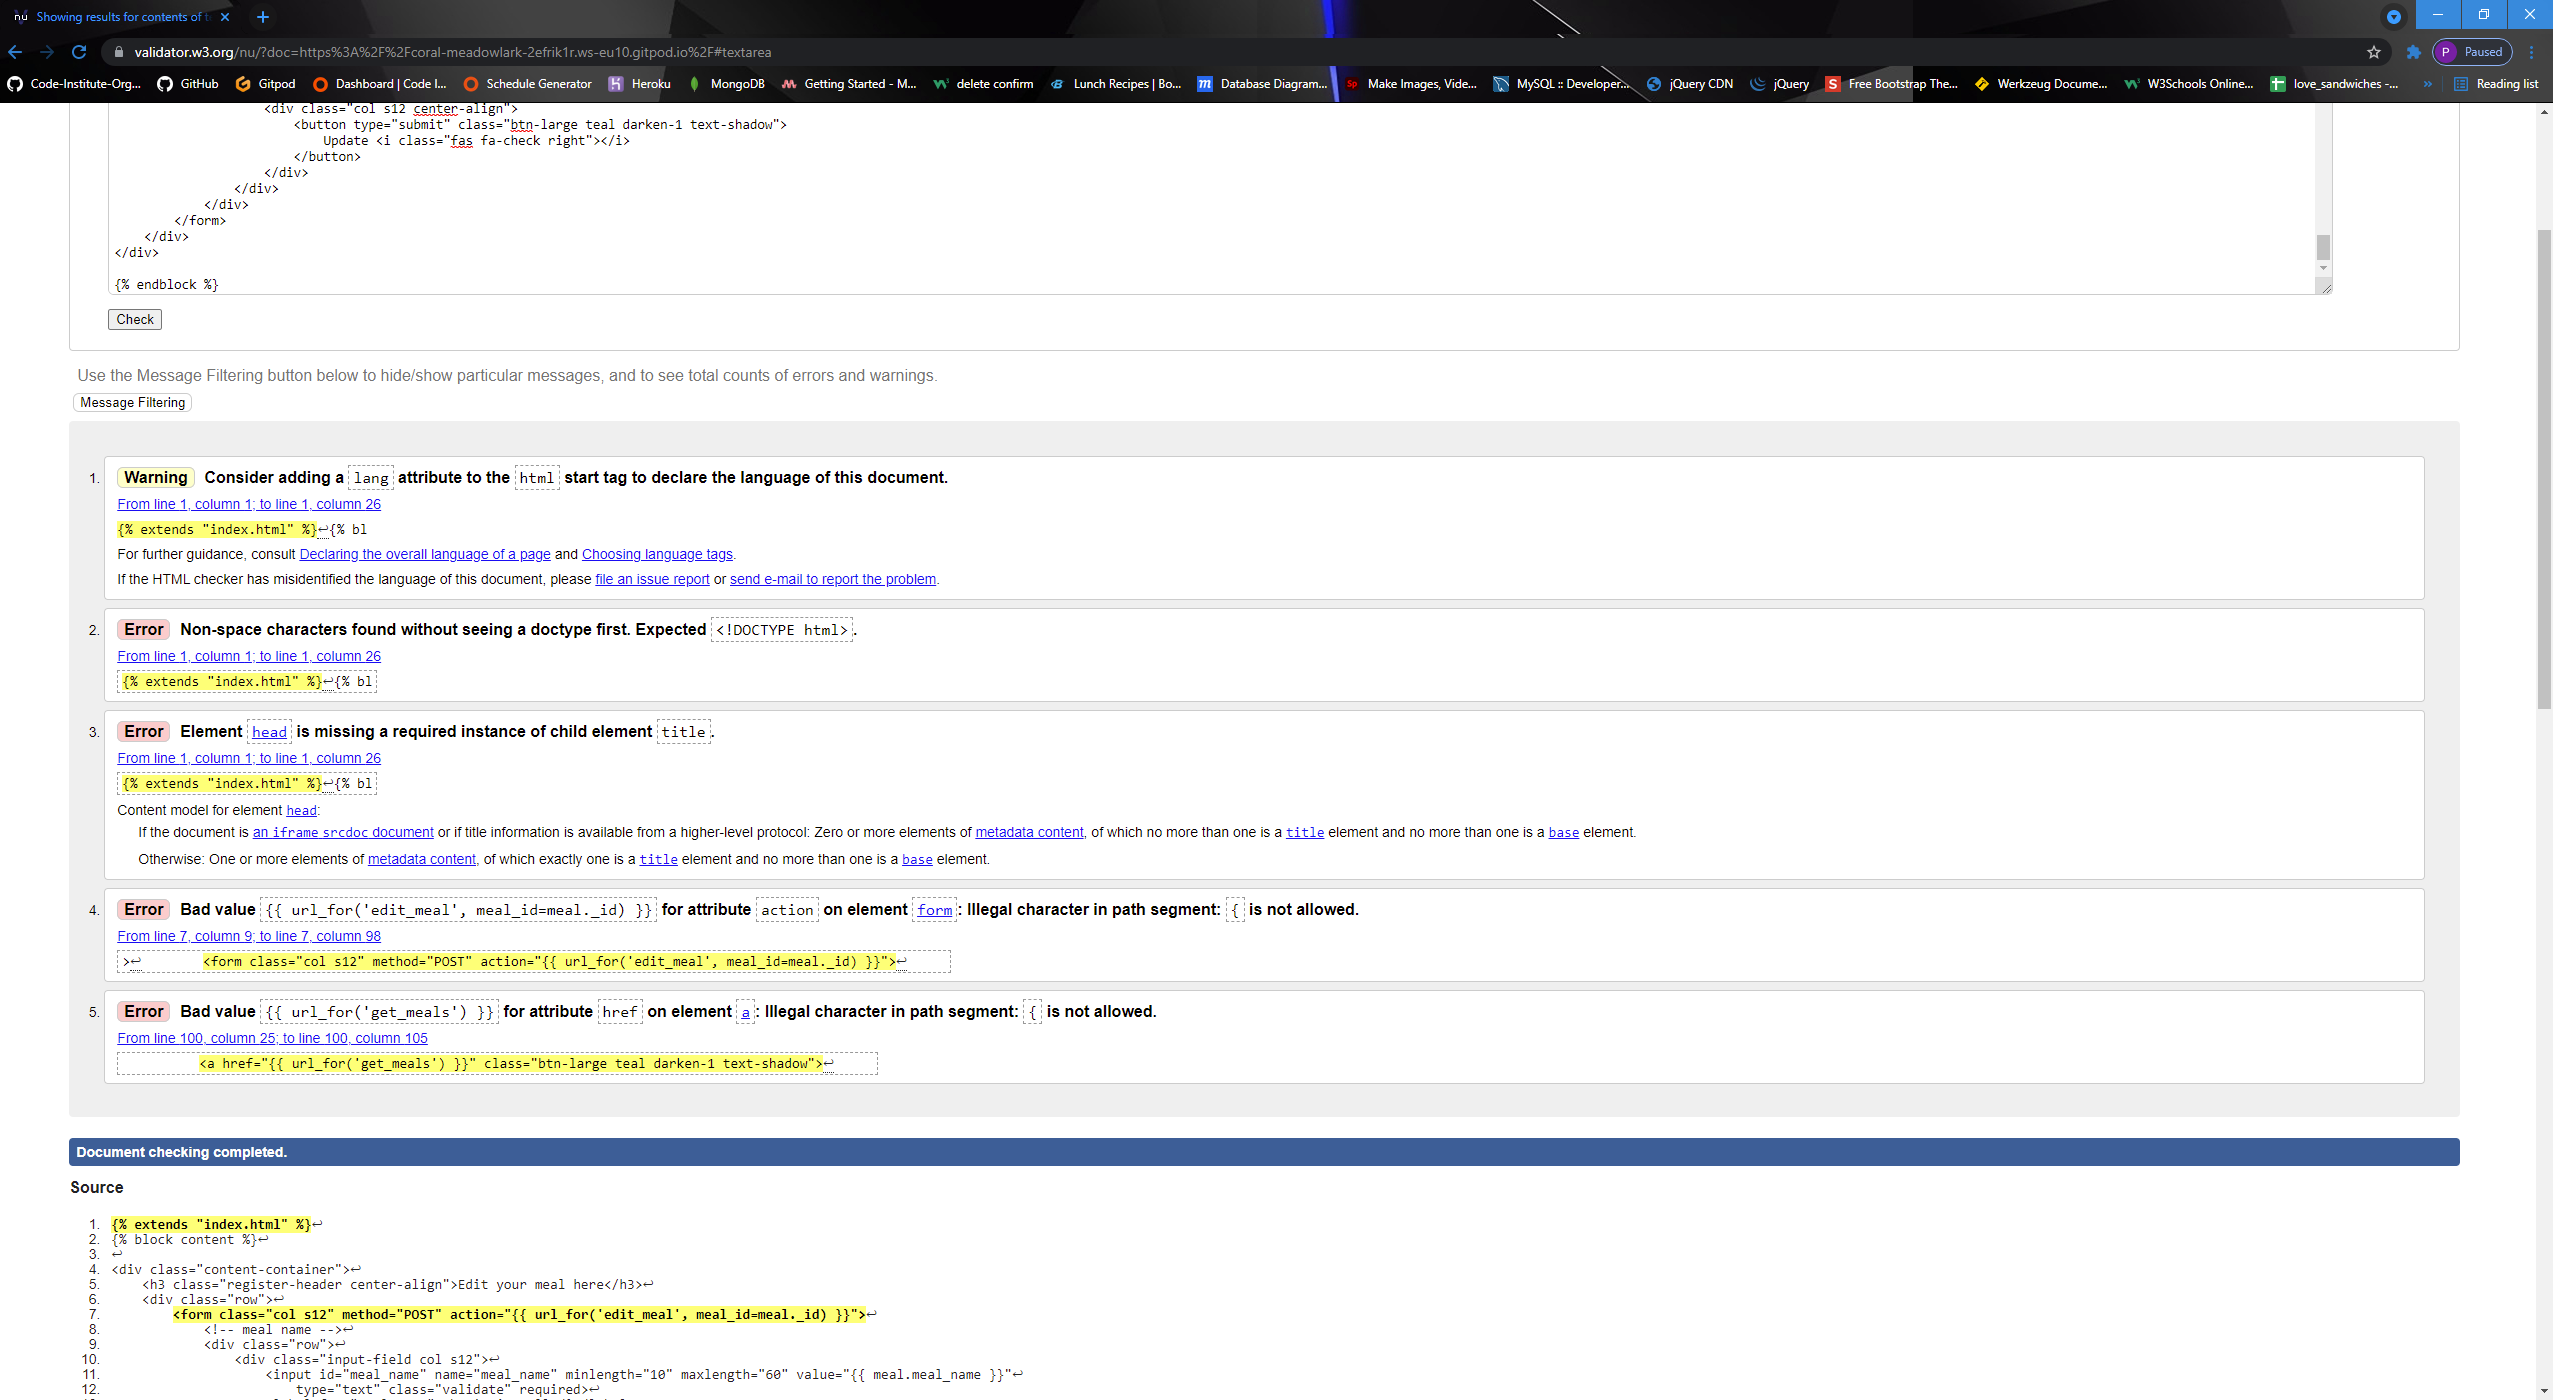 Showing results for contents of t
validator.w3.org/nu/?doc=https%3A%2F%2Fcoral-meadowlark-2efrik1r.ws-eu10.gitpod.io%2F#textarea
P Paused
Code-Institute-Org... GitHub Gitpod Dashboard | Code I... Schedule Generator Heroku MongoDB Getting Started - M... delete confirm Lunch Recipes | Bo... Database Diagram... Make Images, Vide... MySQL :: Developer... jQuery CDN jQuery Free Bootstrap The... Werkzeug Docume... W3Schools Online... love_sandwiches -... » Reading list
<div class="col s12 center-align">
<button type="submit" class="btn-large teal darken-1 text-shadow">
Update <i class="fas fa-check right"></i>
</button>
</div>
</div>
</div>
</form>
</div>
</div>
{% endblock %}
Check
Use the Message Filtering button below to hide/show particular messages, and to see total counts of errors and warnings.
Message Filtering
1. Warning Consider adding a lang attribute to the html start tag to declare the language of this document.
From line 1, column 1; to line 1, column 26
{% extends "index.html" %}↩{% bl
For further guidance, consult Declaring the overall language of a page and Choosing language tags.
If the HTML checker has misidentified the language of this document, please file an issue report or send e-mail to report the problem.
2. Error Non-space characters found without seeing a doctype first. Expected <!DOCTYPE html>.
From line 1, column 1; to line 1, column 26
{% extends "index.html" %}↩{% bl
3. Error Element head is missing a required instance of child element title.
From line 1, column 1; to line 1, column 26
{% extends "index.html" %}↩{% bl
Content model for element head:
If the document is an iframe srcdoc document or if title information is available from a higher-level protocol: Zero or more elements of metadata content, of which no more than one is a title element and no more than one is a base element.
Otherwise: One or more elements of metadata content, of which exactly one is a title element and no more than one is a base element.
4. Error Bad value {{ url_for('edit_meal', meal_id=meal._id) }} for attribute action on element form: Illegal character in path segment: { is not allowed.
From line 7, column 9; to line 7, column 98
>↩ <form class="col s12" method="POST" action="{{ url_for('edit_meal', meal_id=meal._id) }}">↩
5. Error Bad value {{ url_for('get_meals') }} for attribute href on element a: Illegal character in path segment: { is not allowed.
From line 100, column 25; to line 100, column 105
<a href="{{ url_for('get_meals') }}" class="btn-large teal darken-1 text-shadow">↩
Document checking completed.
Source
1. {% extends "index.html" %}↩
2. {% block content %}↩
3. ↩
4. <div class="content-container">↩
5. <h3 class="register-header center-align">Edit your meal here</h3>↩
6. <div class="row">↩
7. <form class="col s12" method="POST" action="{{ url_for('edit_meal', meal_id=meal._id) }}">↩
8. <!-- meal name -->↩
9. <div class="row">↩
10. <div class="input-field col s12">↩
11. <input id="meal_name" name="meal_name" minlength="10" maxlength="60" value="{{ meal.meal_name }}"↩
12. type="text" class="validate" required>↩